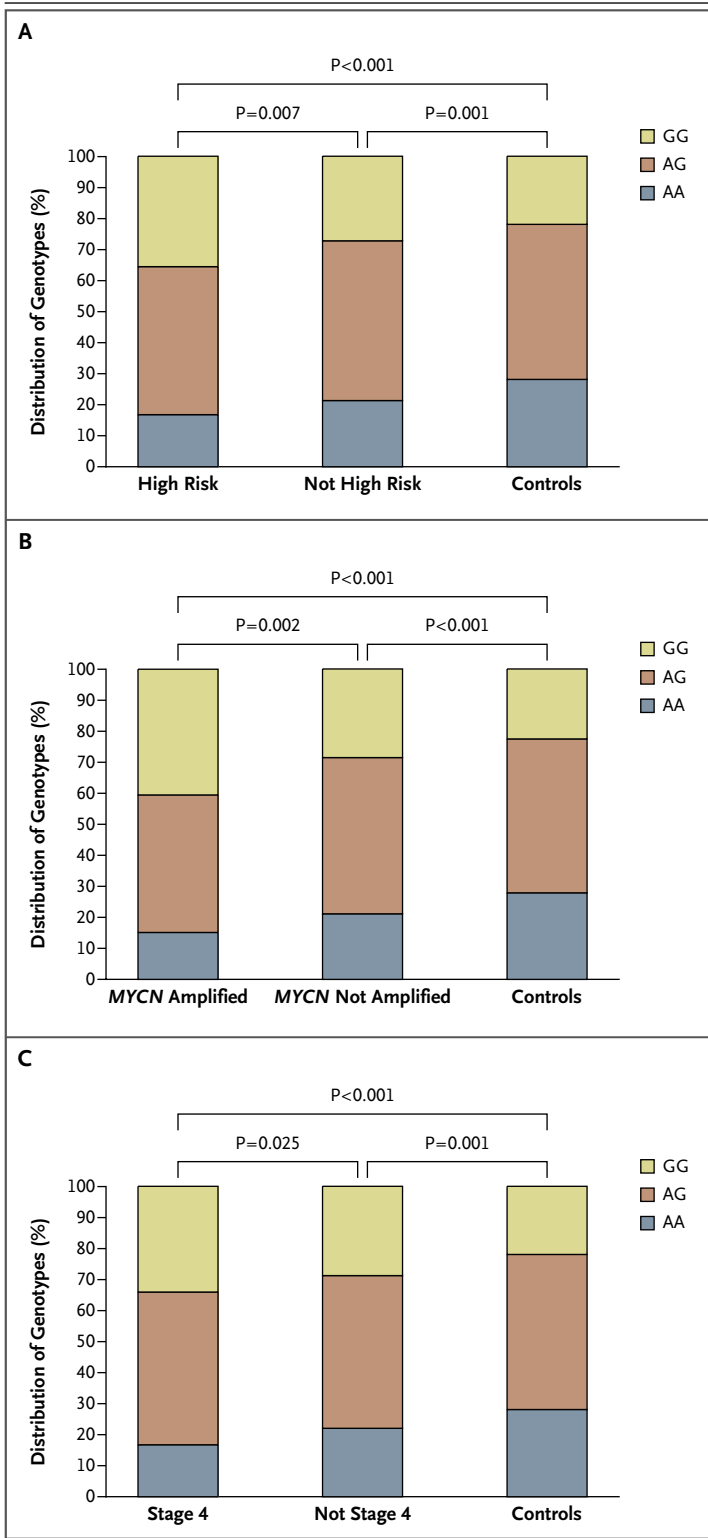 A
P<0.001
P=0.007
P=0.001
GG
AG
AA
100
90
80
70
60
50
40
30
20
10
0
Distribution of Genotypes (%)
High Risk
Not High Risk
Controls
B
P<0.001
P=0.002
P<0.001
GG
AG
AA
100
90
80
70
60
50
40
30
20
10
0
Distribution of Genotypes (%)
MYCN Amplified
MYCN Not Amplified
Controls
C
P<0.001
P=0.025
P=0.001
GG
AG
AA
100
90
80
70
60
50
40
30
20
10
0
Distribution of Genotypes (%)
Stage 4
Not Stage 4
Controls